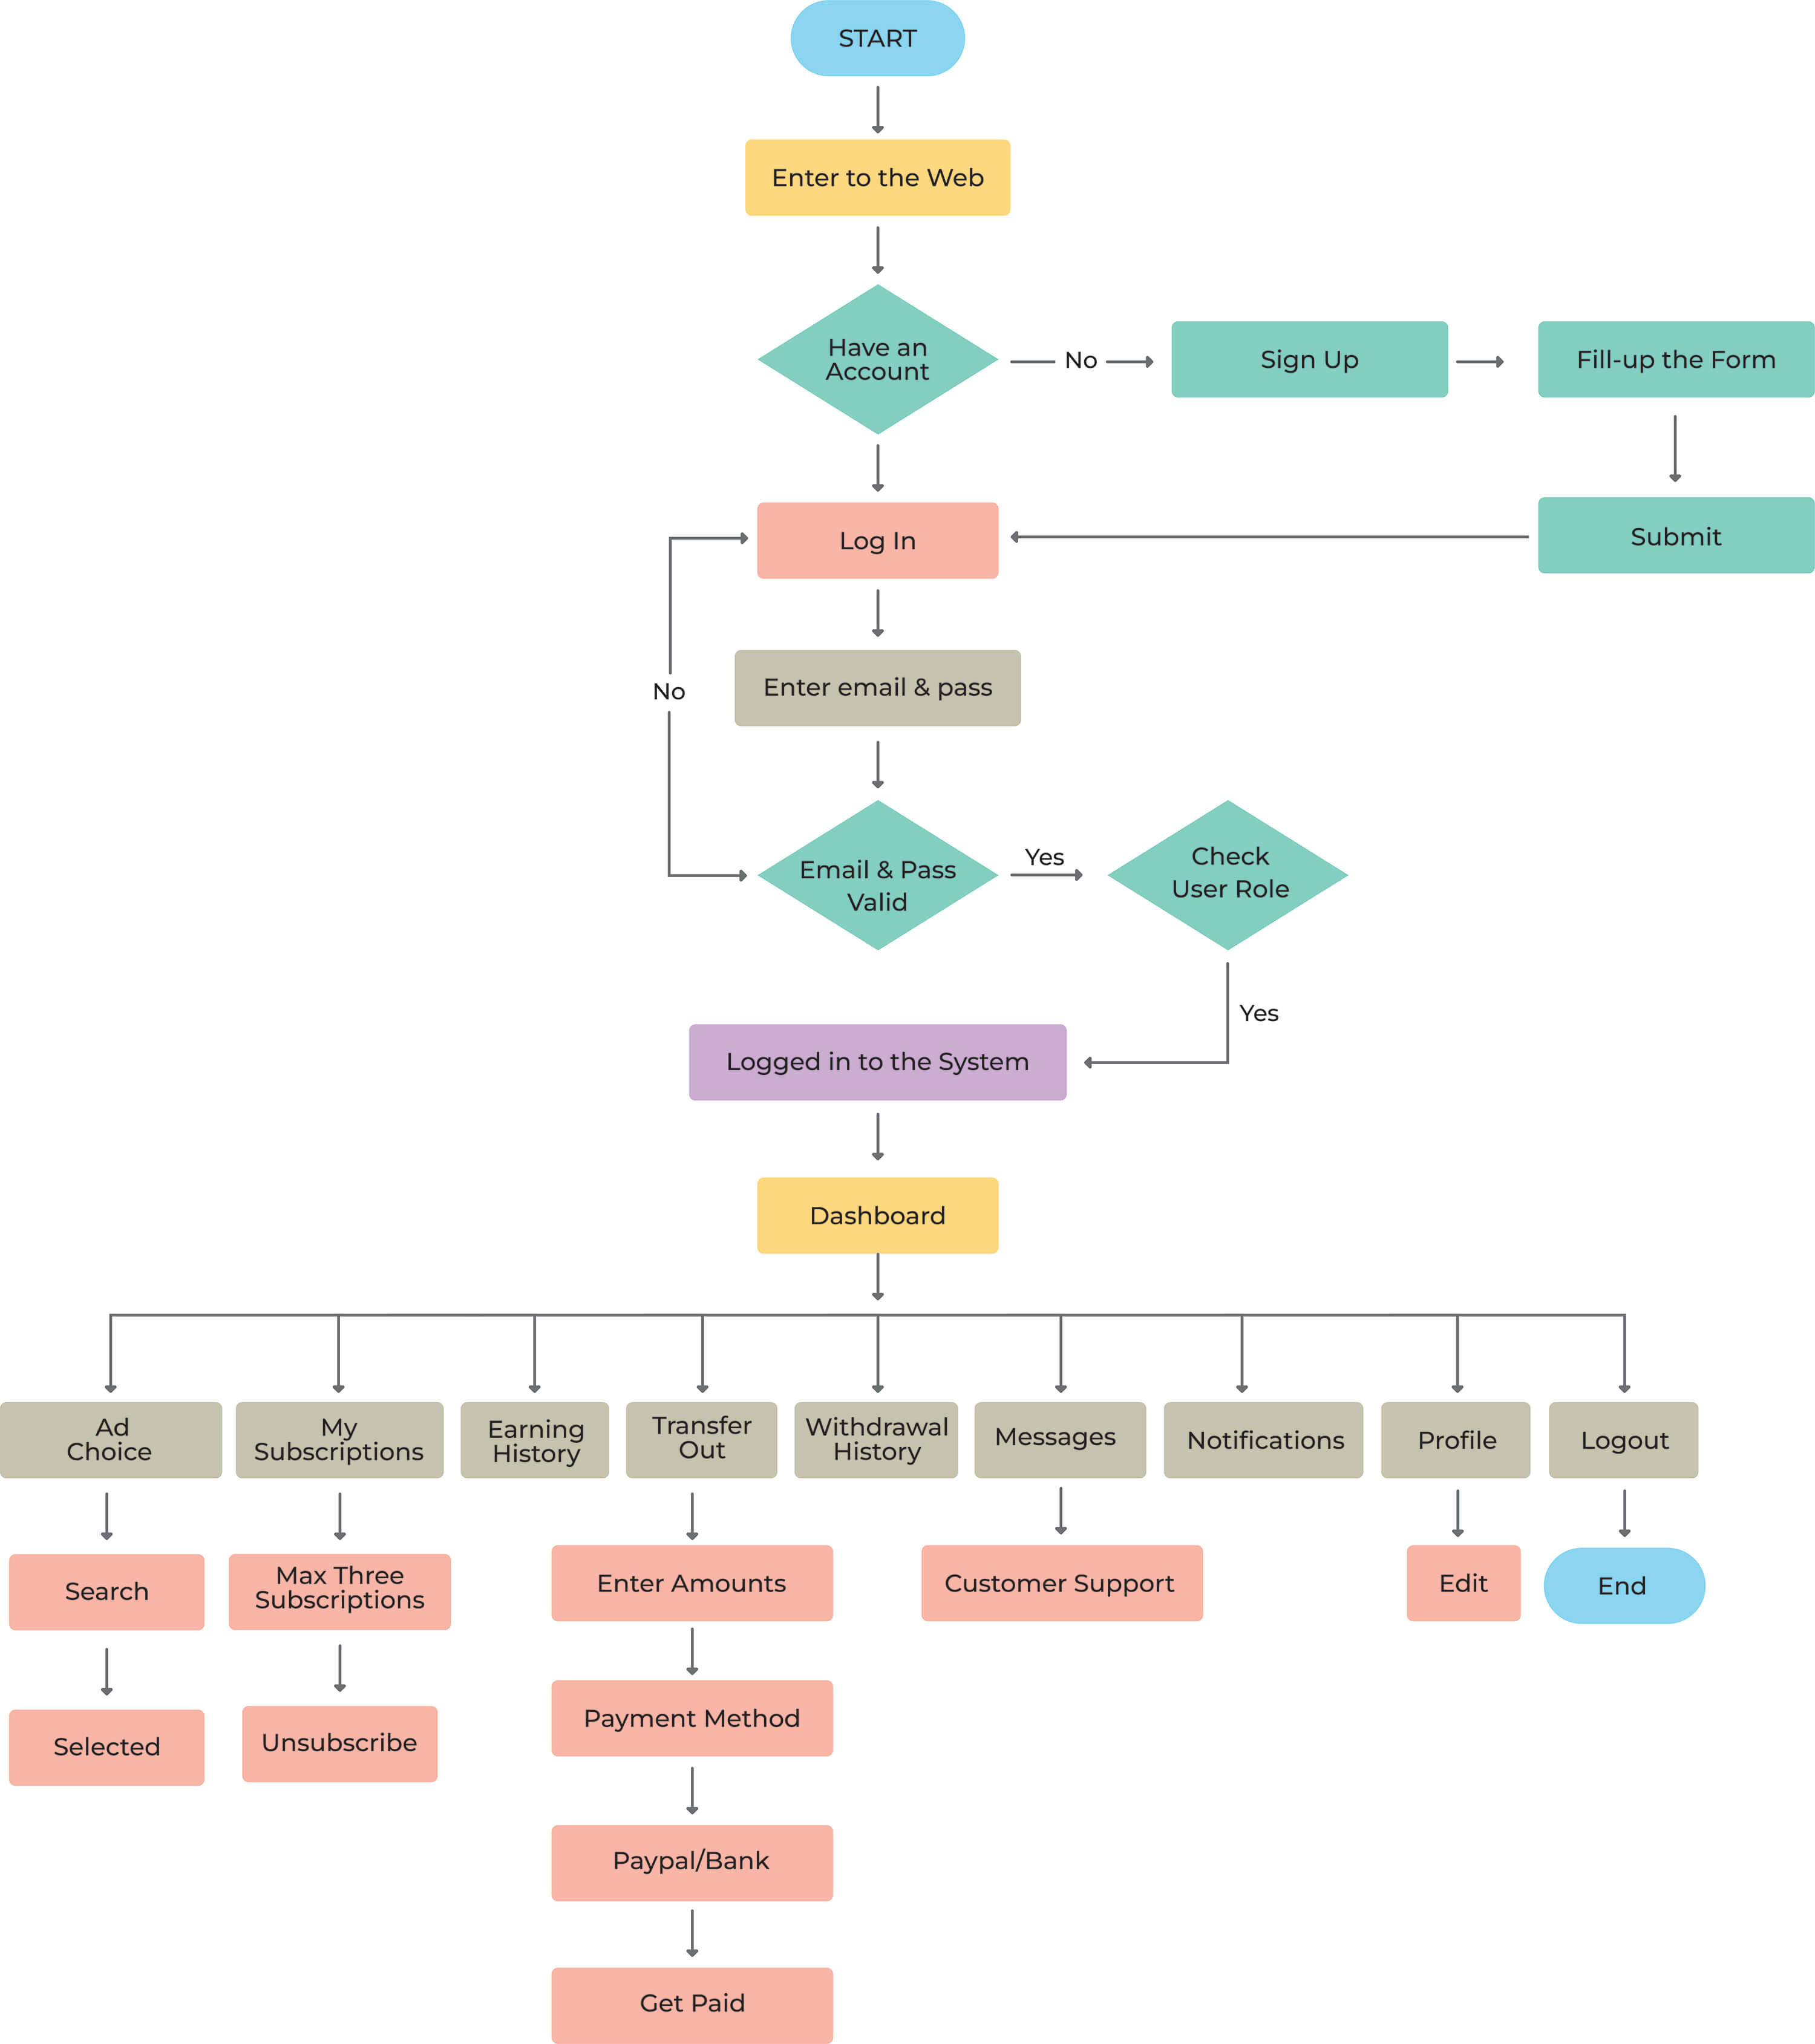 START
Enter to the Web
Have an
Account
No
Sign Up
Fill-up the Form
Log In
Submit
Enter email & pass
No
Email & Pass
Valid
Yes
Check
User Role
Yes
Logged in to the System
Dashboard
Ad
Choice
My
Subscriptions
Earning
History
Transfer
Out
Withdrawal
History
Messages
Notifications
Profile
Logout
Search
Max Three
Subscriptions
Enter Amounts
Customer Support
Edit
End
Selected
Unsubscribe
Payment Method
Paypal/Bank
Get Paid